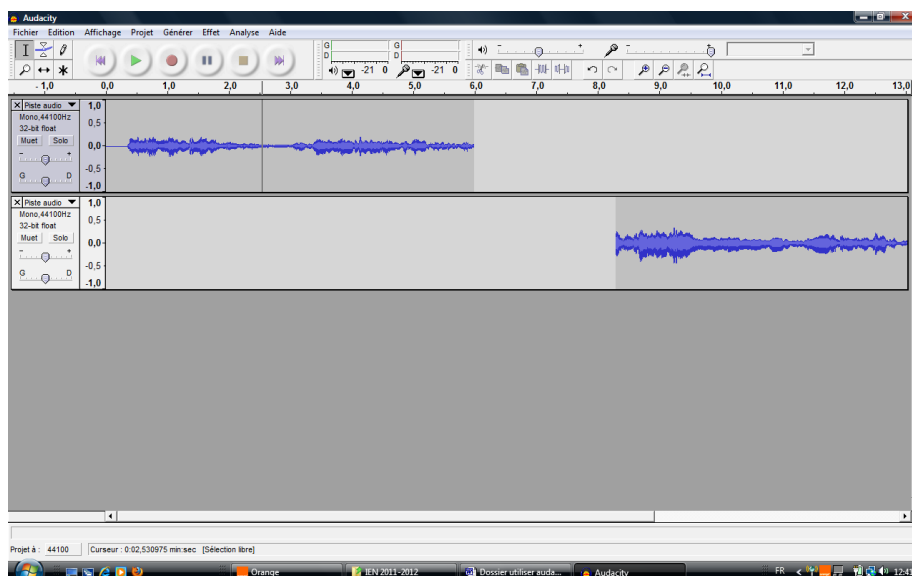 Audacity
Fichier Edition Affichage Projet Générer Effet Analyse Aide
G G
D D
-21 0 -21 0
- 1,0 0,0 1,0 2,0 3,0 4,0 5,0 6,0 7,0 8,0 9,0 10,0 11,0 12,0 13,0
X Piste audio 1,0
Mono,44100Hz
32-bit float 0,5
Muet Solo 0,0
- +
-0,5
G D
-1,0
X Piste audio 1,0
Mono,44100Hz
32-bit float 0,5
Muet Solo 0,0
- +
-0,5
G D
-1,0
Projet à : 44100 Curseur : 0:02,530975 min:sec [Sélection libre]
Orange IEN 2011-2012 Dossier utiliser auda... Audacity FR 12:41